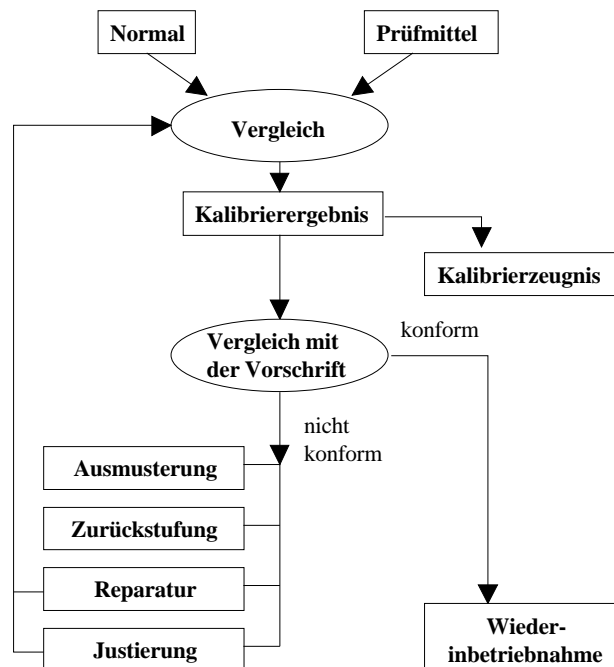 Normal
Prüfmittel
Vergleich
Kalibrierergebnis
Kalibrierzeugnis
Vergleich mit
der Vorschrift
konform
nicht
konform
Ausmusterung
Zurückstufung
Reparatur
Justierung
Wieder-
inbetriebnahme